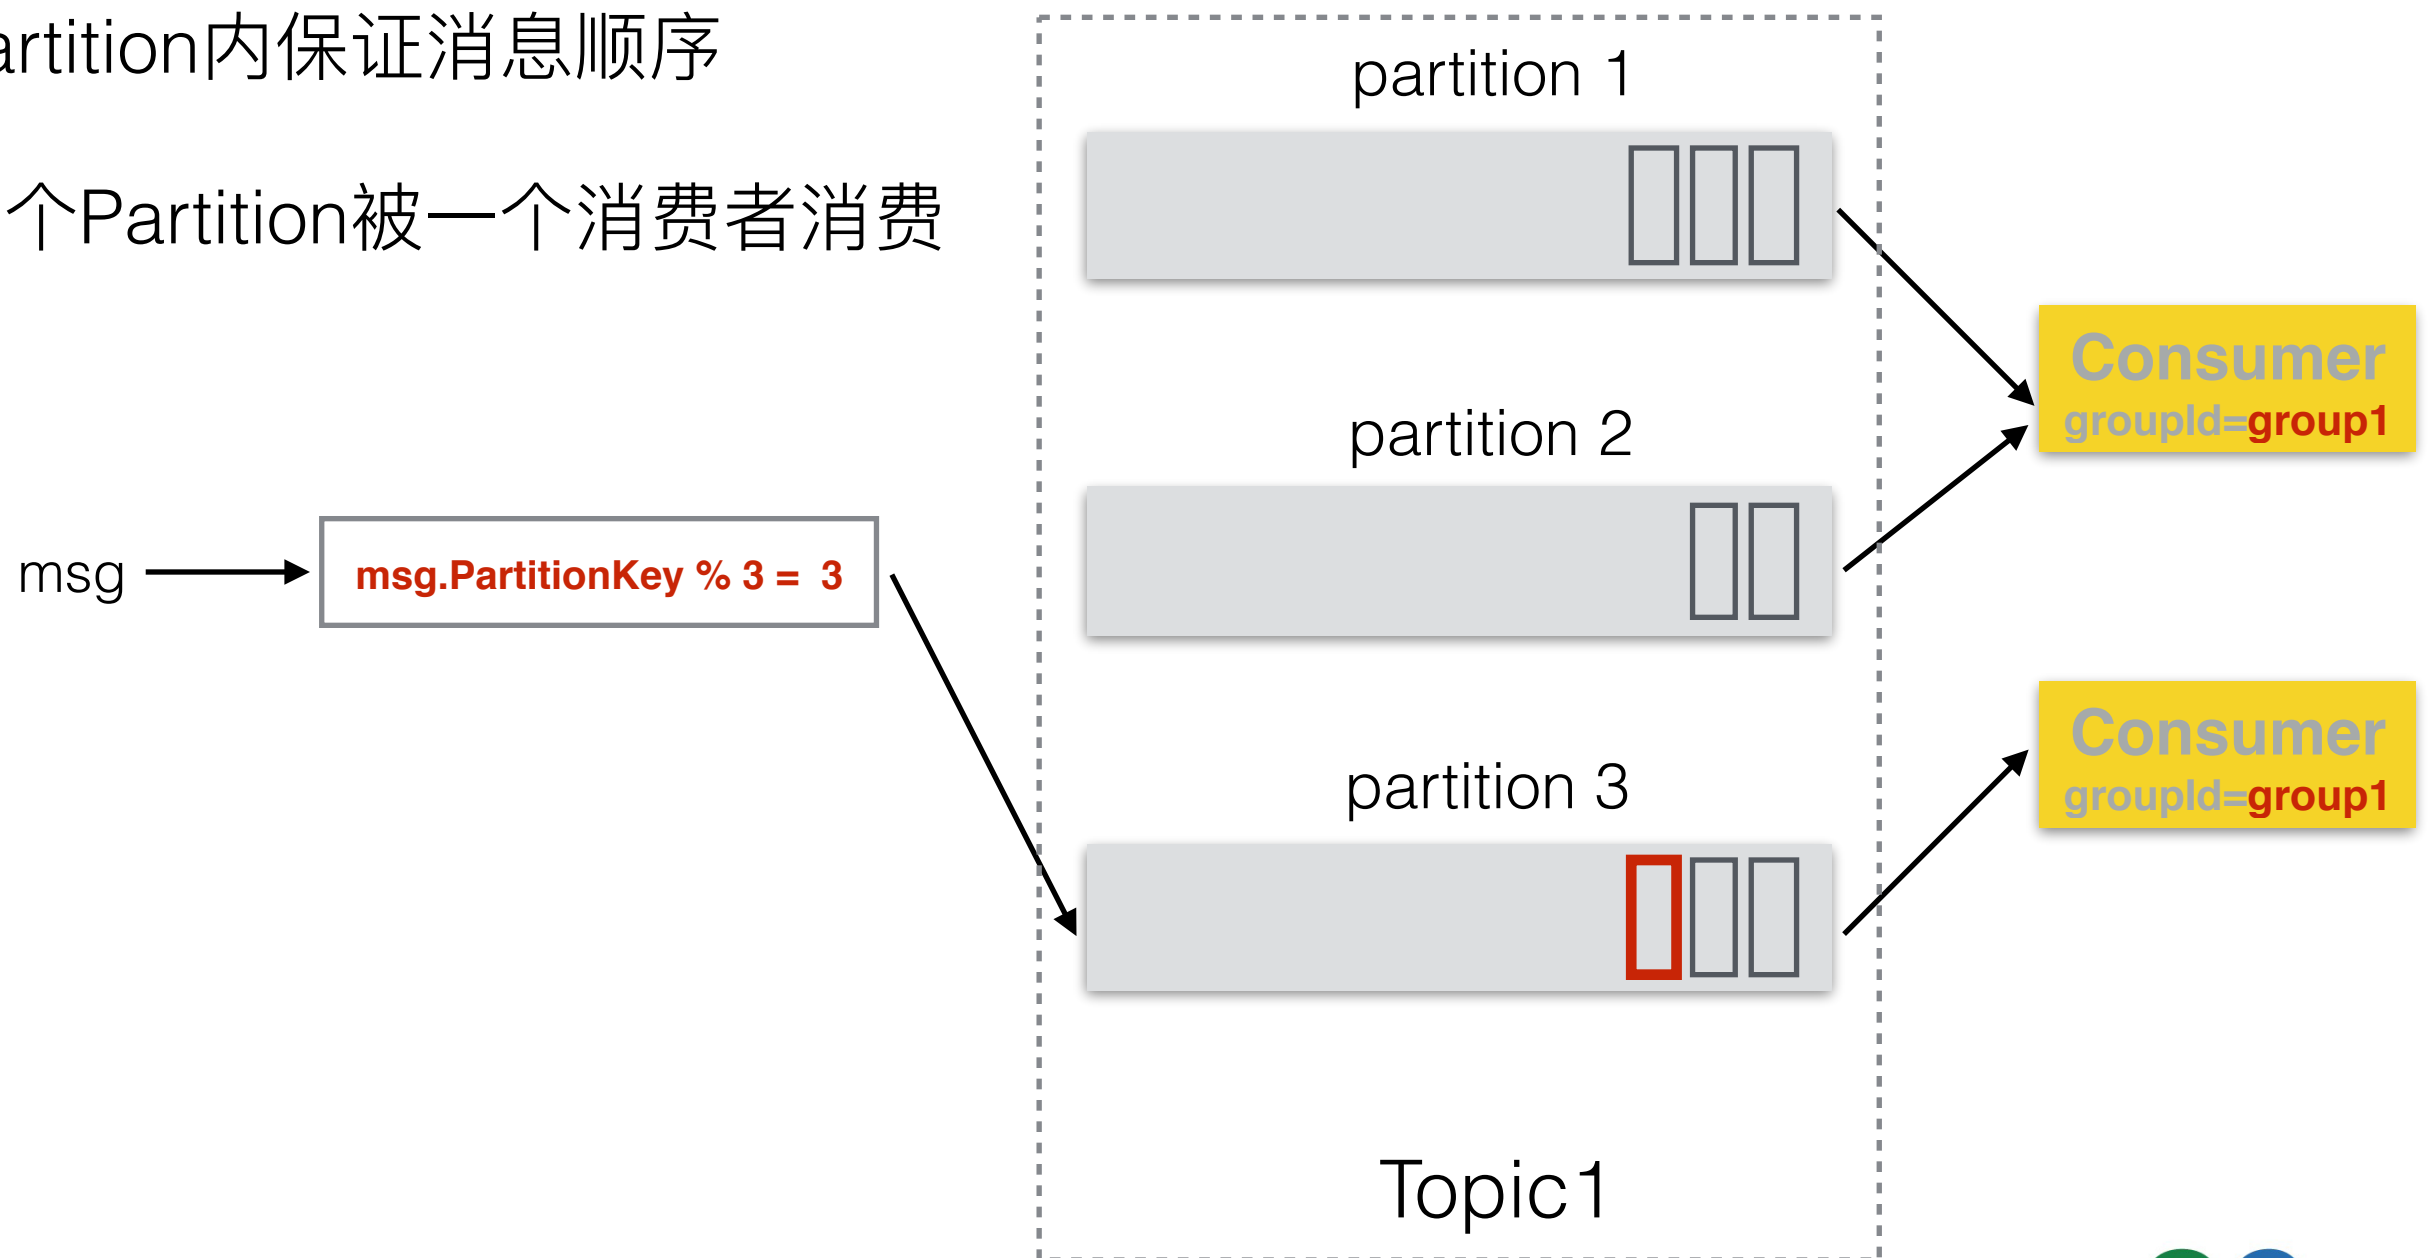 artition内保证消息顺序
个Partition被一个消费者消费
msg
msg.PartitionKey % 3 = 3
partition 1
partition 2
partition 3
Topic1
Consumer
groupId=group1
Consumer
groupId=group1